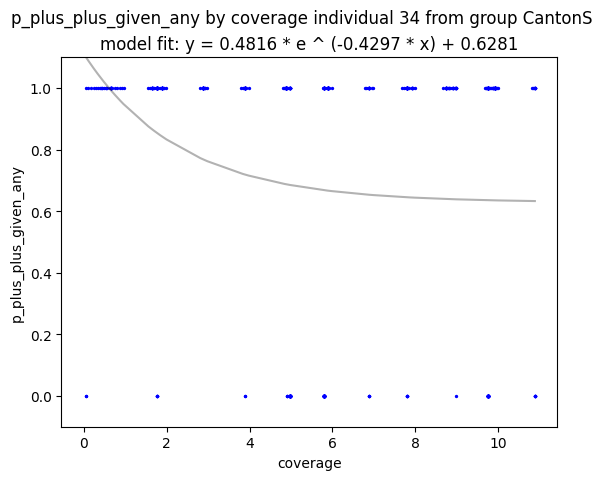 p_plus_plus_given_any by coverage individual 34 from group CantonS
model fit: y = 0.4816 * e ^ (-0.4297 * x) + 0.6281
1.0
0.8
0.6
0.4
0.2
0.0
p_plus_plus_given_any
0 2 4 6 8 10
coverage